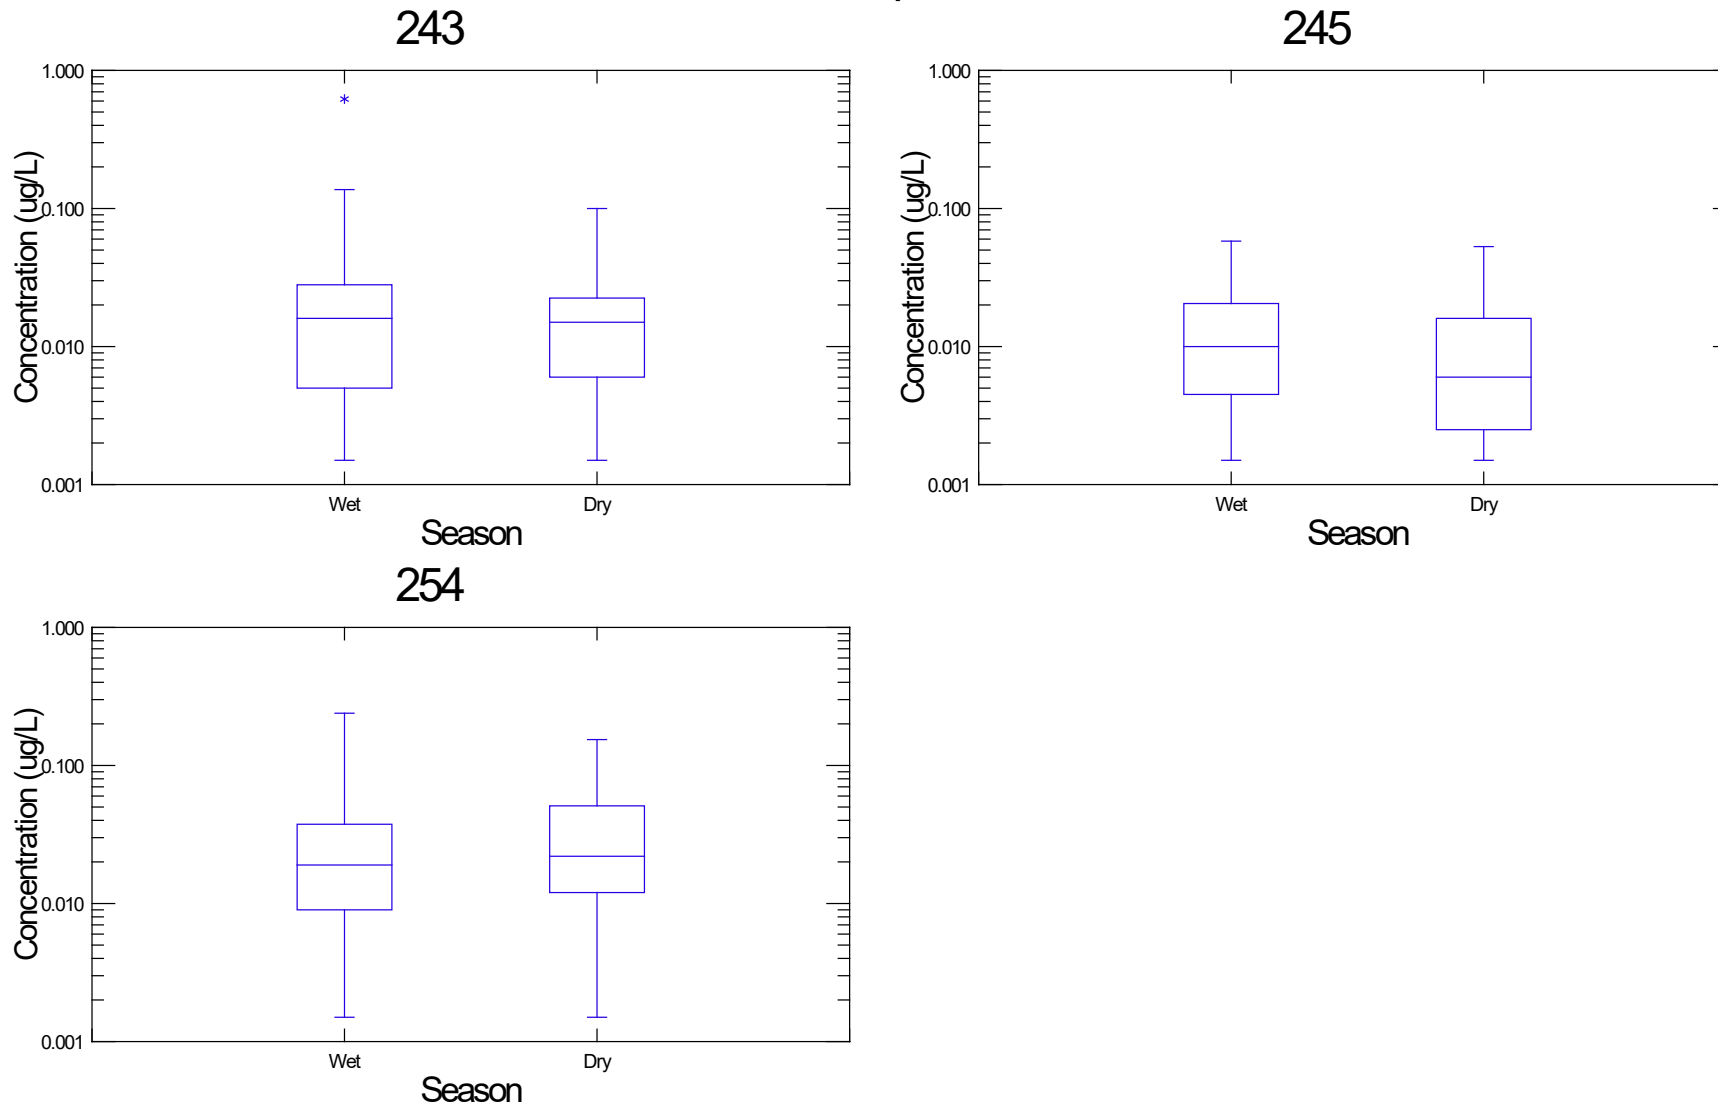 243
1.000
0.100
0.010
0.001
Concentration (ug/L)
Wet
Dry
Season
245
1.000
0.100
0.010
0.001
Concentration (ug/L)
Wet
Dry
Season
254
1.000
0.100
0.010
0.001
Concentration (ug/L)
Wet
Dry
Season